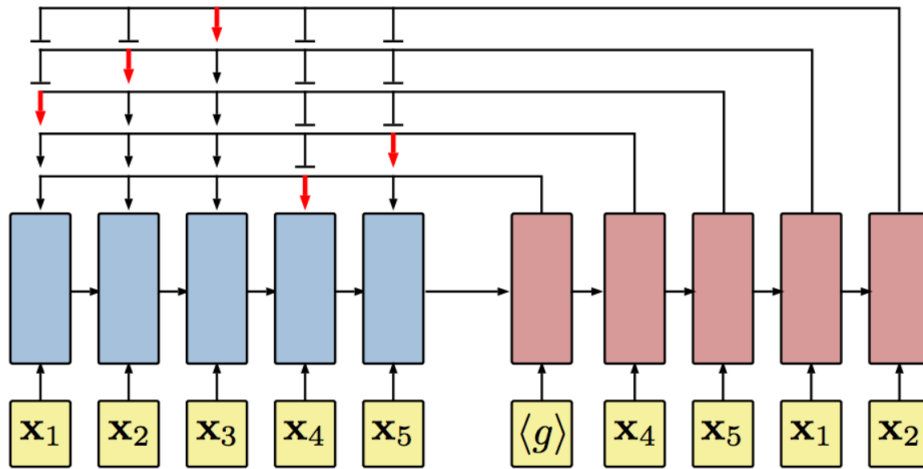 x₁ x₂ x₃ x₄ x₅ ⟨g⟩ x₄ x₅ x₁ x₂